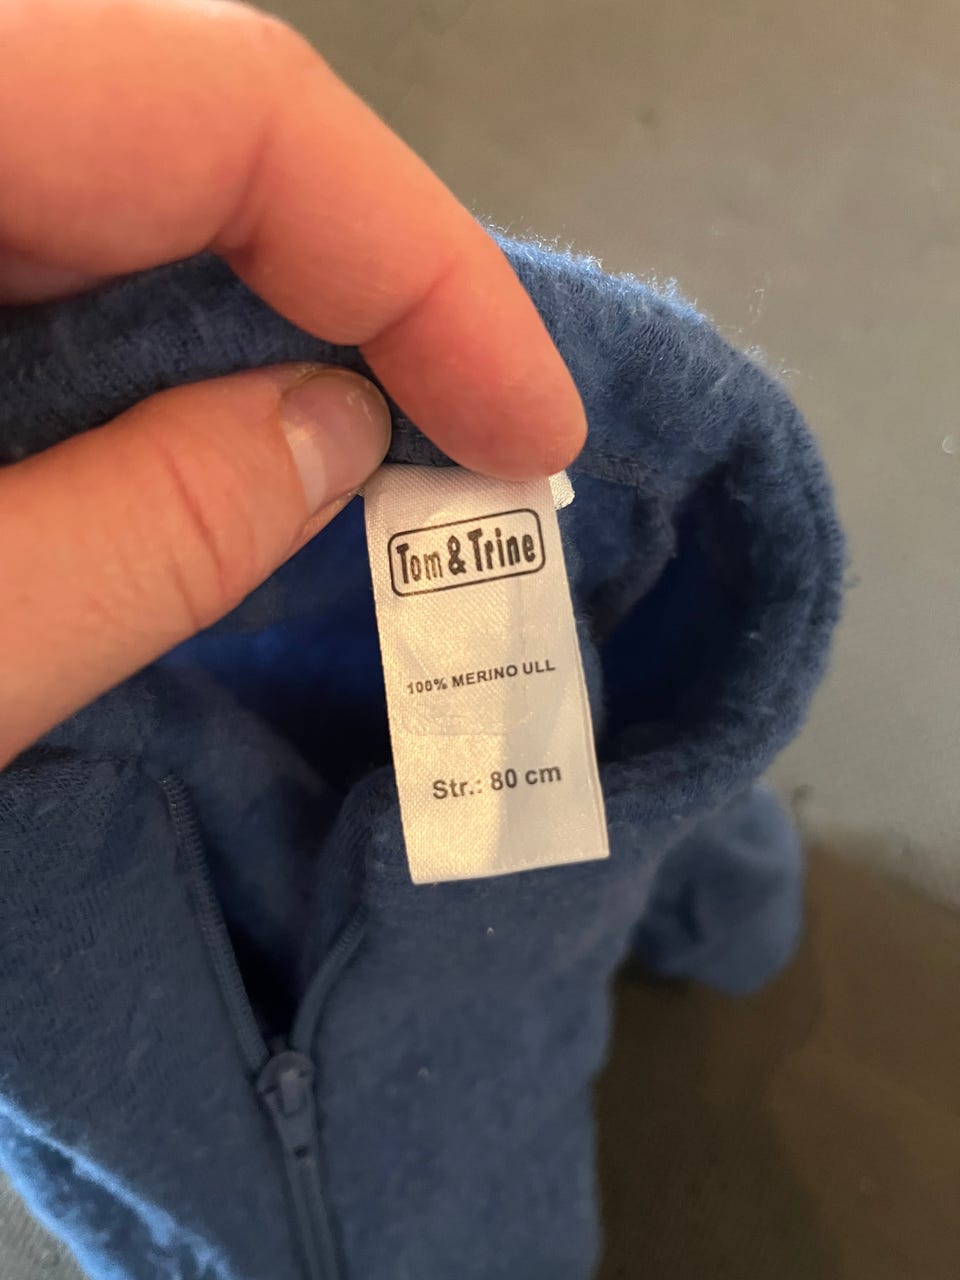 Tom & Trine
100% MERINO ULL
Str.: 80 cm